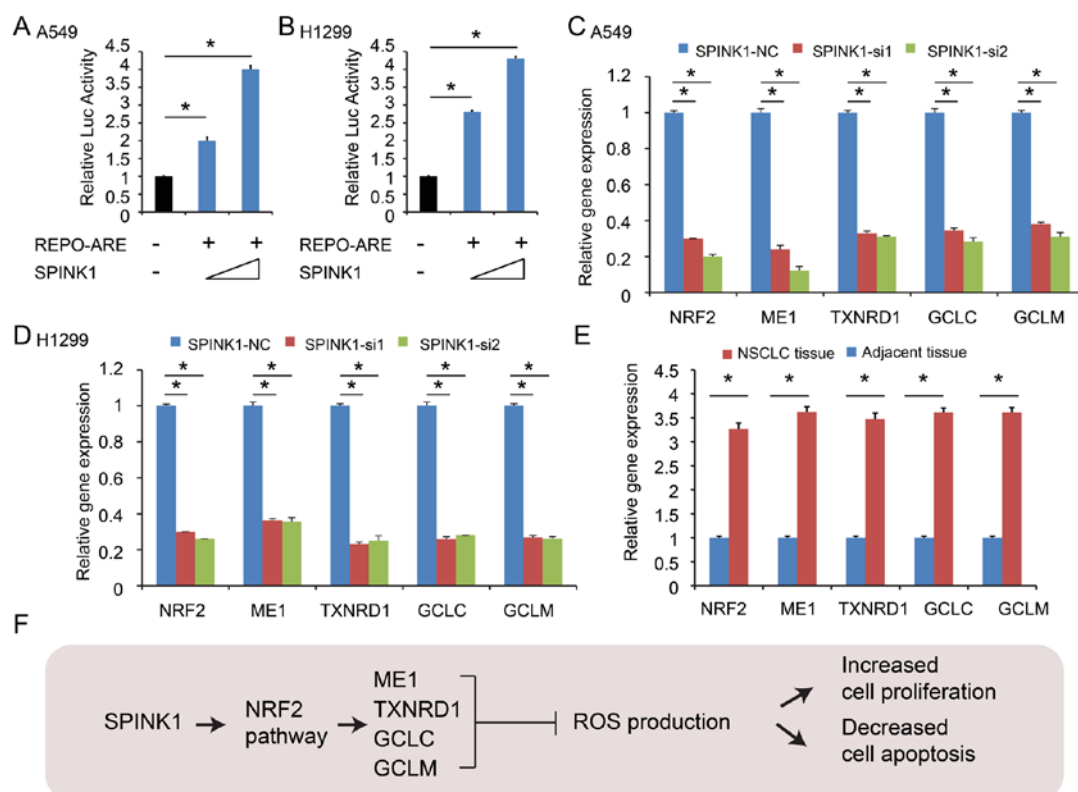 A A549
Relative Luc Activity
4.5
4
3.5
3
2.5
2
1.5
1
0.5
0
*
*
REPO-ARE - + +
SPINK1 -
B H1299
Relative Luc Activity
4.5
4
3.5
3
2.5
2
1.5
1
0.5
0
*
*
REPO-ARE - + +
SPINK1 -
C A549
SPINK1-NC SPINK1-si1 SPINK1-si2
Relative gene expression
1.2
1
0.8
0.6
0.4
0.2
0
* * * * *
* * * * *
NRF2 ME1 TXNRD1 GCLC GCLM
D H1299
SPINK1-NC SPINK1-si1 SPINK1-si2
Relative gene expression
1.2
1
0.8
0.6
0.4
0.2
0
* * * * *
* * * * *
NRF2 ME1 TXNRD1 GCLC GCLM
E
NSCLC tissue Adjacent tissue
Relative gene expression
4.5
3.5
3
2.5
2
1.5
1
0.5
0
* * * * *
NRF2 ME1 TXNRD1 GCLC GCLM
F
SPINK1
NRF2
pathway
ME1
TXNRD1
GCLC
GCLM
ROS production
Increased
cell proliferation
Decreased
cell apoptosis